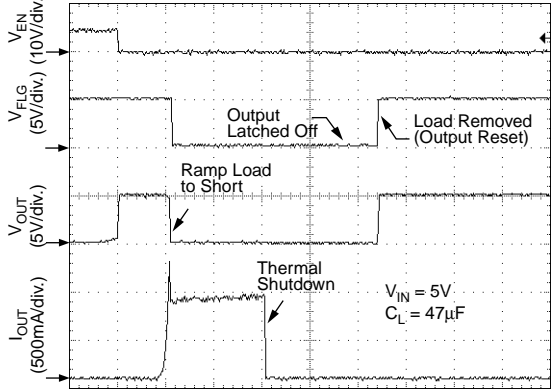 V_EN
(10V/div.)
V_FLG
(5V/div.)
Output
Latched Off
Load Removed
(Output Reset)
Ramp Load
to Short
V_OUT
(5V/div.)
Thermal
Shutdown
V_IN = 5V
C_L = 47µF
I_OUT
(500mA/div.)